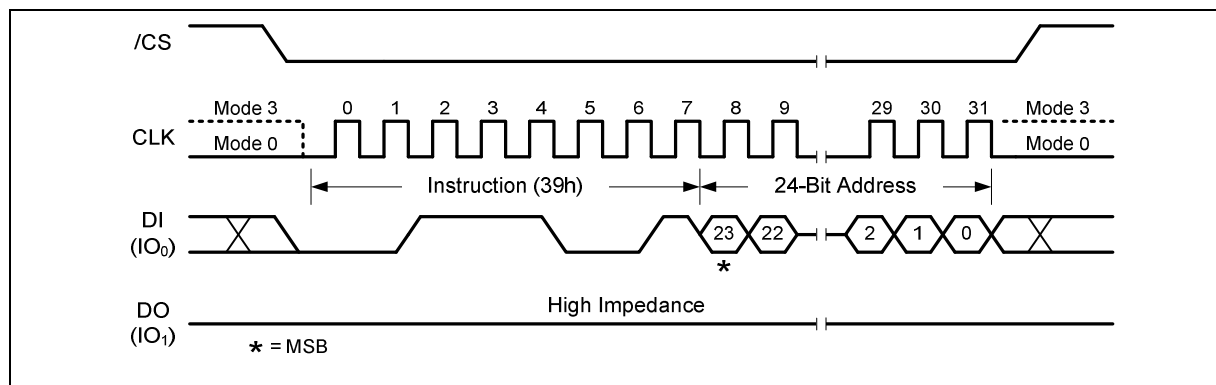 /CS
Mode 3 0 1 2 3 4 5 6 7 8 9 29 30 31 Mode 3
CLK Mode 0 Mode 0
Instruction (39h) 24-Bit Address
DI
(IO₀) 23 22 2 1 0
*
DO High Impedance
(IO₁)
* = MSB